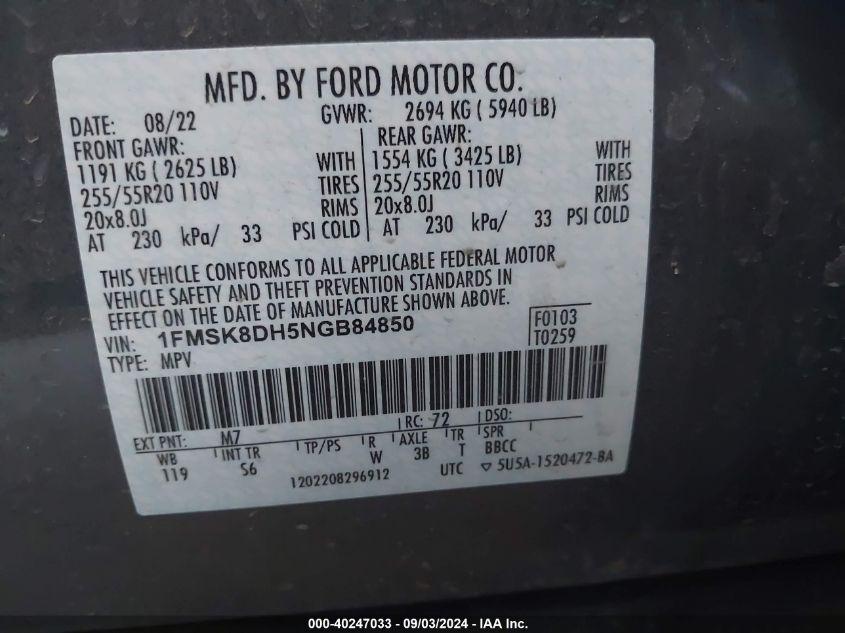 MFD. BY FORD MOTOR CO.
DATE: 08/22 GVWR: 2694 KG ( 5940 LB)
FRONT GAWR: REAR GAWR:
1191 KG ( 2625 LB) WITH 1554 KG ( 3425 LB) WITH
255/55R20 110V TIRES 255/55R20 110V TIRES
20x8.0J RIMS 20x8.0J RIMS
AT 230 kPa/ 33 PSI COLD AT 230 kPa/ 33 PSI COLD
THIS VEHICLE CONFORMS TO ALL APPLICABLE FEDERAL MOTOR
VEHICLE SAFETY AND THEFT PREVENTION STANDARDS IN
EFFECT ON THE DATE OF MANUFACTURE SHOWN ABOVE.
VIN: 1FMSK8DH5NGB84850 F0103
TYPE: MPV T0259
EXT PNT: M7 RC: 72 DSO:
WB INT TR TP/PS R AXLE TR SPR
119 S6 W 3B T BBCC
1202208296912 UTC ▽ 5U5A-1520472-BA
000-40247033 - 09/03/2024 - IAA Inc.